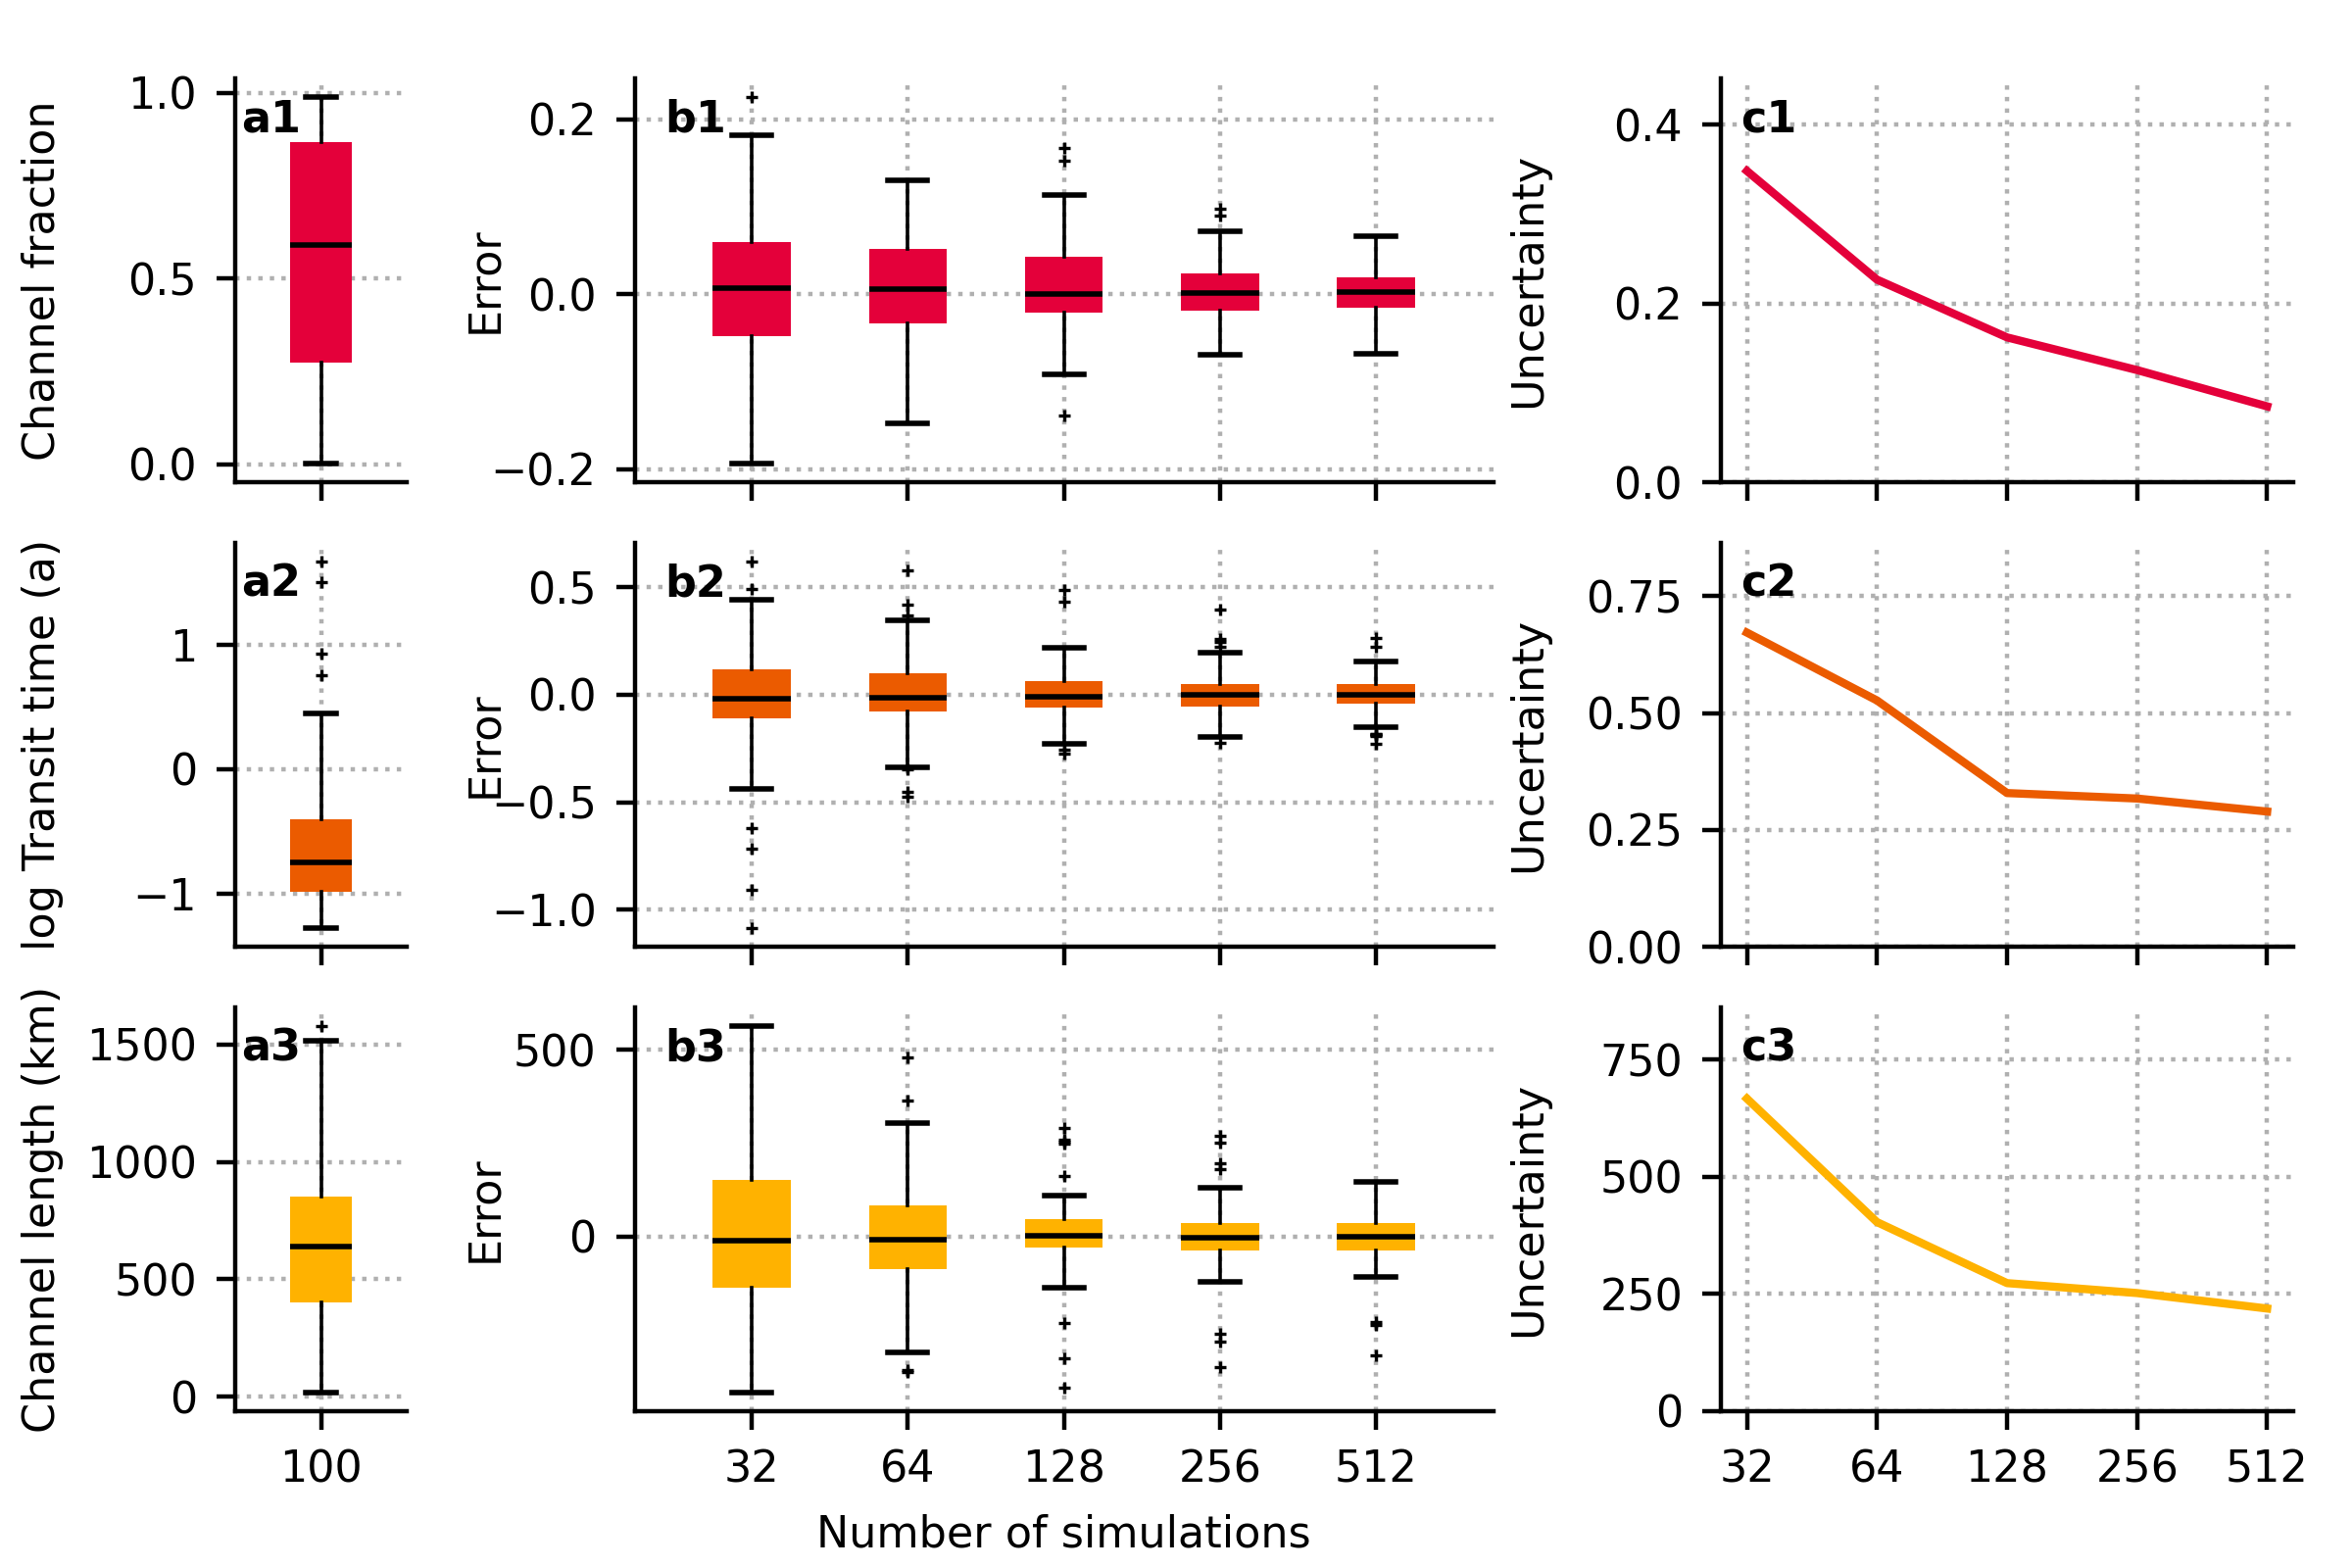 Channel fraction
1.0
0.5
0.0
a1
Error
0.2
0.0
−0.2
b1
Uncertainty
0.4
0.2
0.0
c1
log Transit time (a)
1
0
−1
a2
Error
0.5
0.0
−0.5
−1.0
b2
Uncertainty
0.75
0.50
0.25
0.00
c2
Channel length (km)
1500
1000
500
0
a3
100
Error
500
0
b3
32 64 128 256 512
Number of simulations
Uncertainty
750
500
250
0
c3
32 64 128 256 512